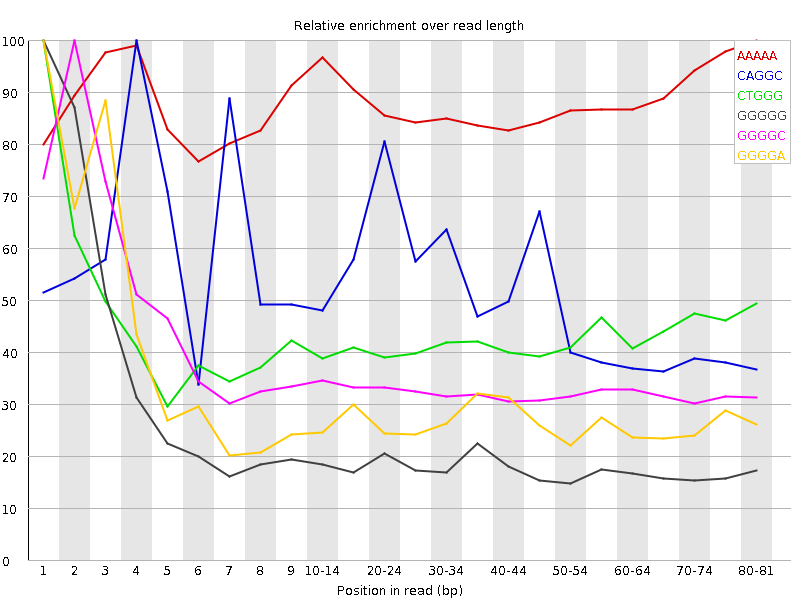 Relative enrichment over read length
100
90
80
70
60
50
40
30
20
10
0
AAAAA
CAGGC
CTGGG
GGGGG
GGGGC
GGGGA
1 2 3 4 5 6 7 8 9 10-14 20-24 30-34 40-44 50-54 60-64 70-74 80-81
Position in read (bp)